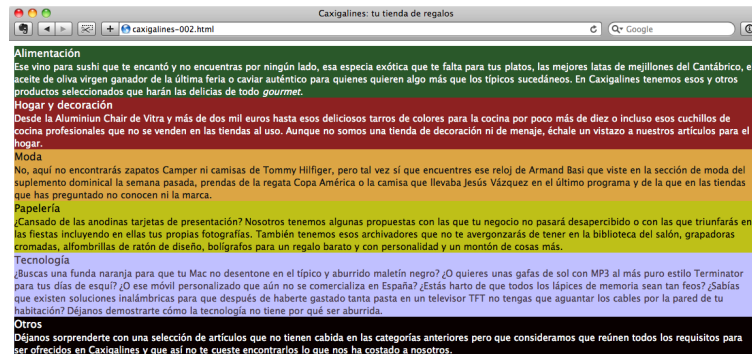 Caxigalines: tu tienda de regalos
caxigalines-002.html
Google
Alimentación
Ese vino para sushi que te encantó y no encuentras por ningún lado, esa especia exótica que te falta para tus platos, las mejores latas de mejillones del Cantábrico, e
aceite de oliva virgen ganador de la última feria o caviar auténtico para quienes quieren algo más que los típicos sucedáneos. En Caxigalines tenemos esos y otros
productos seleccionados que harán las delicias de todo gourmet.
Hogar y decoración
Desde la Aluminiun Chair de Vitra y más de dos mil euros hasta esos deliciosos tarros de colores para la cocina por poco más de diez o incluso esos cuchillos de
cocina profesionales que no se venden en las tiendas al uso. Aunque no somos una tienda de decoración ni de menaje, échale un vistazo a nuestros artículos para el
hogar.
Moda
No, aquí no encontrarás zapatos Camper ni camisas de Tommy Hilfiger, pero tal vez sí que encuentres ese reloj de Armand Basi que viste en la sección de moda del
suplemento dominical la semana pasada, prendas de la regata Copa América o la camisa que llevaba Jesús Vázquez en el último programa y de la que en las tiendas
que has preguntado no conocen ni la marca.
Papelería
¿Cansado de las anodinas tarjetas de presentación? Nosotros tenemos algunas propuestas con las que tu negocio no pasará desapercibido o con las que triunfarás en
las fiestas incluyendo en ellas tus propias fotografías. También tenemos esos archivadores que no te avergonzarás de tener en la biblioteca del salón, grapadoras
cromadas, alfombrillas de ratón de diseño, bolígrafos para un regalo barato y con personalidad y un montón de cosas más.
Tecnología
¿Buscas una funda naranja para que tu Mac no desentone en el típico y aburrido maletín negro? ¿O quieres unas gafas de sol con MP3 al más puro estilo Terminator
para tus días de esquí? ¿O ese móvil personalizado que aún no se comercializa en España? ¿Estás harto de que todos los lápices de memoria sean tan feos? ¿Sabías
que existen soluciones inalámbricas para que después de haberte gastado tanta pasta en un televisor TFT no tengas que aguantar los cables por la pared de tu
habitación? Déjanos demostrarte cómo la tecnología no tiene por qué ser aburrida.
Otros
Déjanos sorprenderte con una selección de artículos que no tienen cabida en las categorías anteriores pero que consideramos que reúnen todos los requisitos para
ser ofrecidos en Caxigalines y que así no te cueste encontrarlos lo que nos ha costado a nosotros.